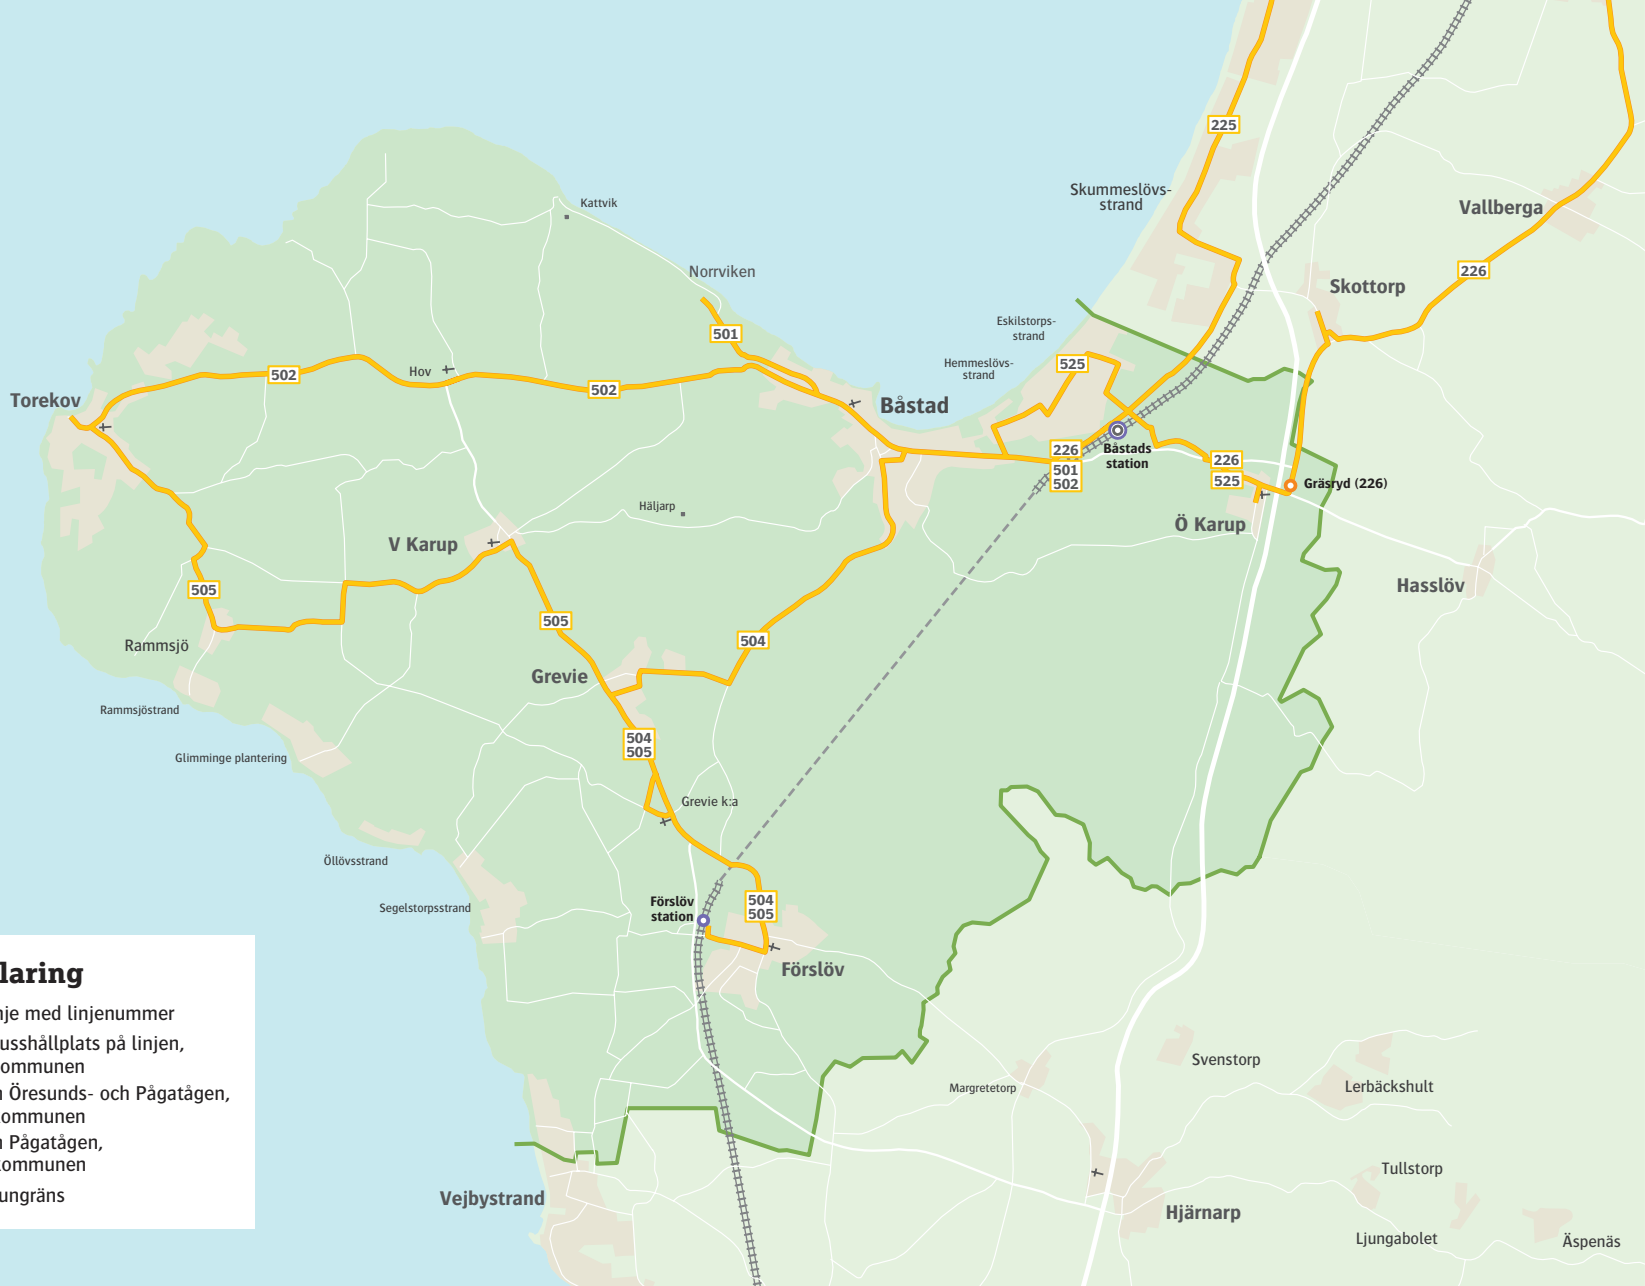 225
Skummeslövs-
strand
Kattvik
Vallberga
Norrviken
226
Skottorp
501
Eskilstorps-
strand
Hemmeslövs-
strand
525
Hov
502
502
Torekov
Båstad
226
501
502
Båstads
station
226
525
Gräsryd (226)
Häljarp
Ö Karup
V Karup
Hasslöv
505
505
504
Rammsjö
Grevie
Rammsjöstrand
504
505
Glimminge plantering
Grevie k:a
Öllövsstrand
Förslöv
station
504
505
Segelstorpsstrand
Förslöv
laring
je med linjenummer
usshållplats på linjen,
ommunen
Öresunds- och Pågatågen,
ommunen
Pågatågen,
kommunen
ungräns
Svenstorp
Margretetorp
Lerbäckshult
Tullstorp
Vejbystrand
Hjärnarp
Ljungabolet
Äspenäs